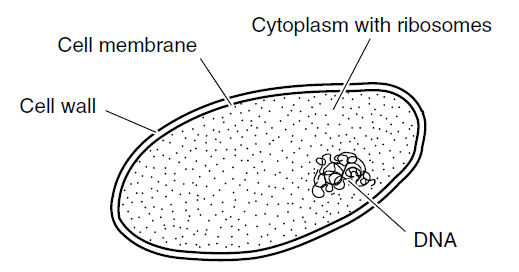 Cytoplasm with ribosomes
Cell membrane
Cell wall
DNA